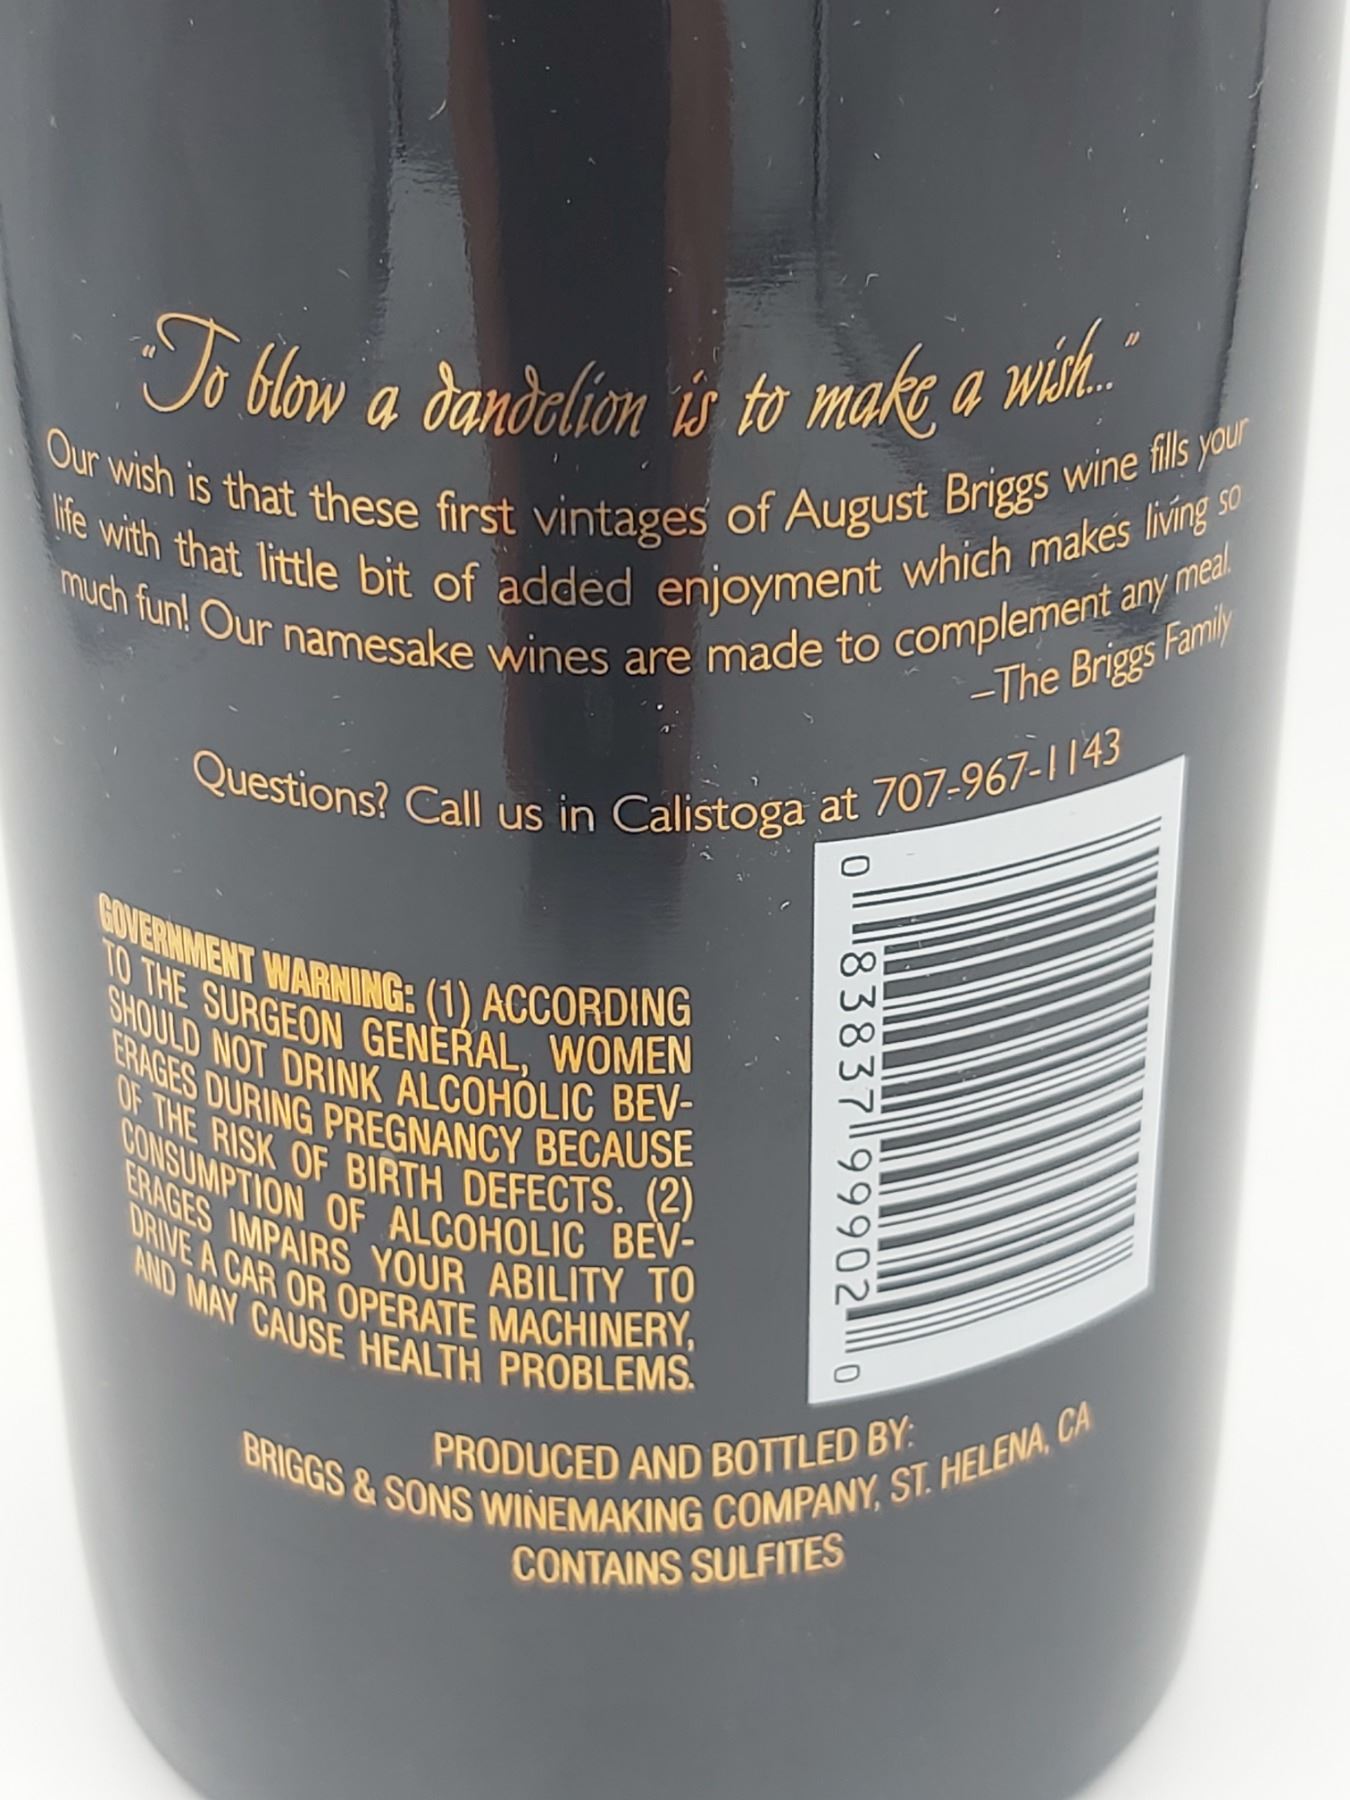 "To blow a dandelion is to make a wish..."
Our wish is that these first vintages of August Briggs wine fills your
life with that little bit of added enjoyment which makes living so
much fun! Our namesake wines are made to complement any meal.
–The Briggs Family
Questions? Call us in Calistoga at 707-967-1143
GOVERNMENT WARNING: (1) ACCORDING
TO THE SURGEON GENERAL, WOMEN
SHOULD NOT DRINK ALCOHOLIC BEV-
ERAGES DURING PREGNANCY BECAUSE
OF THE RISK OF BIRTH DEFECTS. (2)
CONSUMPTION OF ALCOHOLIC BEV-
ERAGES IMPAIRS YOUR ABILITY TO
DRIVE A CAR OR OPERATE MACHINERY,
AND MAY CAUSE HEALTH PROBLEMS.
0 83837 99902 0
PRODUCED AND BOTTLED BY:
BRIGGS & SONS WINEMAKING COMPANY, ST. HELENA, CA
CONTAINS SULFITES